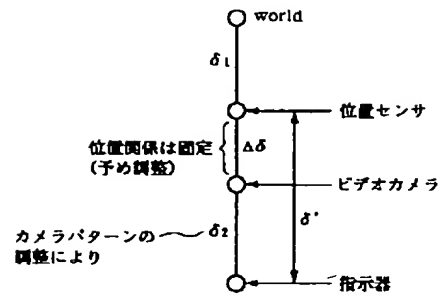 world
δ1
位置センサ
位置関係は固定
(予め調整)
Δδ
ビデオカメラ
δ'
カメラパターンの
調整により
δ2
指示器